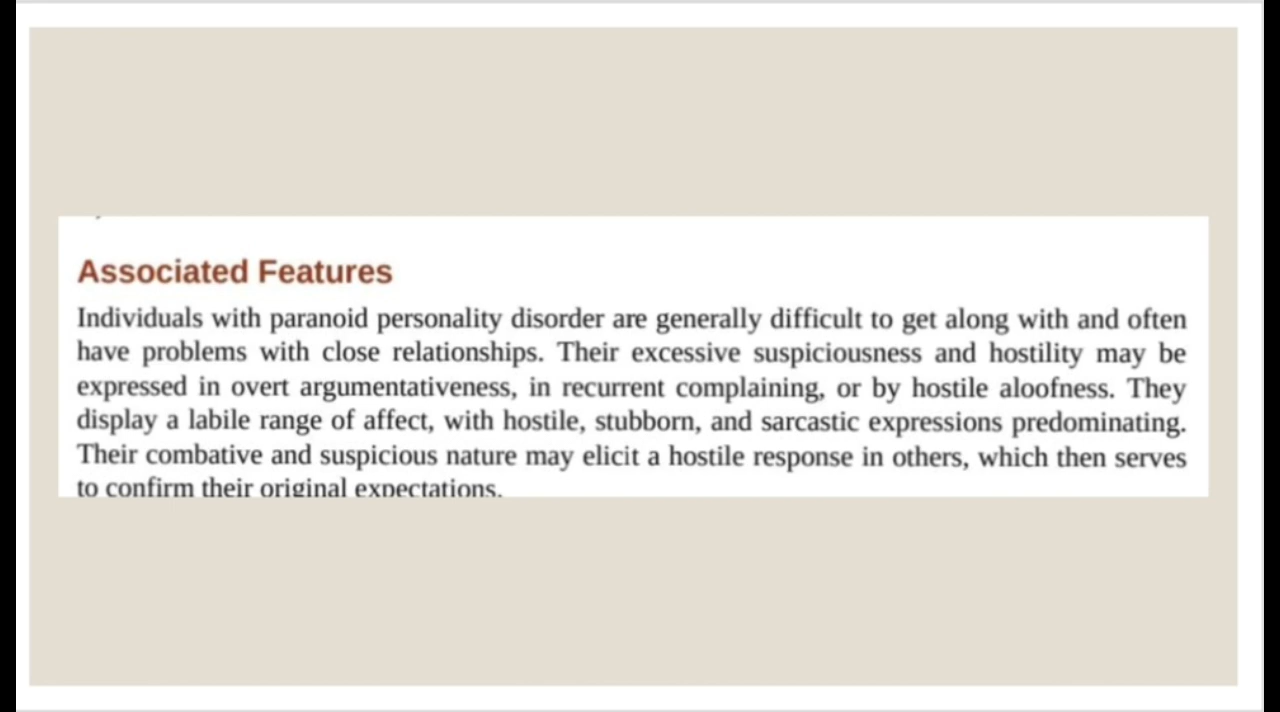 Associated Features
Individuals with paranoid personality disorder are generally difficult to get along with and often
have problems with close relationships. Their excessive suspiciousness and hostility may be
expressed in overt argumentativeness, in recurrent complaining, or by hostile aloofness. They
display a labile range of affect, with hostile, stubborn, and sarcastic expressions predominating.
Their combative and suspicious nature may elicit a hostile response in others, which then serves
to confirm their original expectations.